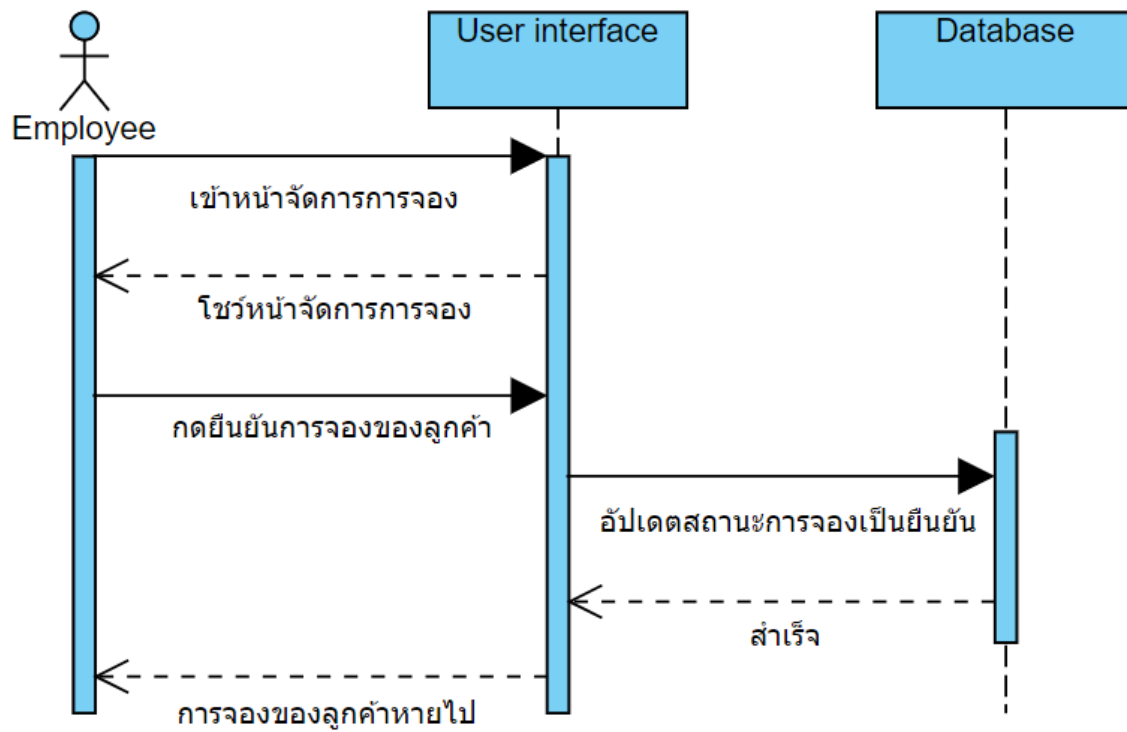 User interface
Database
Employee
เข้าหน้าจัดการการจอง
โชว์หน้าจัดการการจอง
กดยืนยันการจองของลูกค้า
อัปเดตสถานะการจองเป็นยืนยัน
สำเร็จ
การจองของลูกค้าหายไป